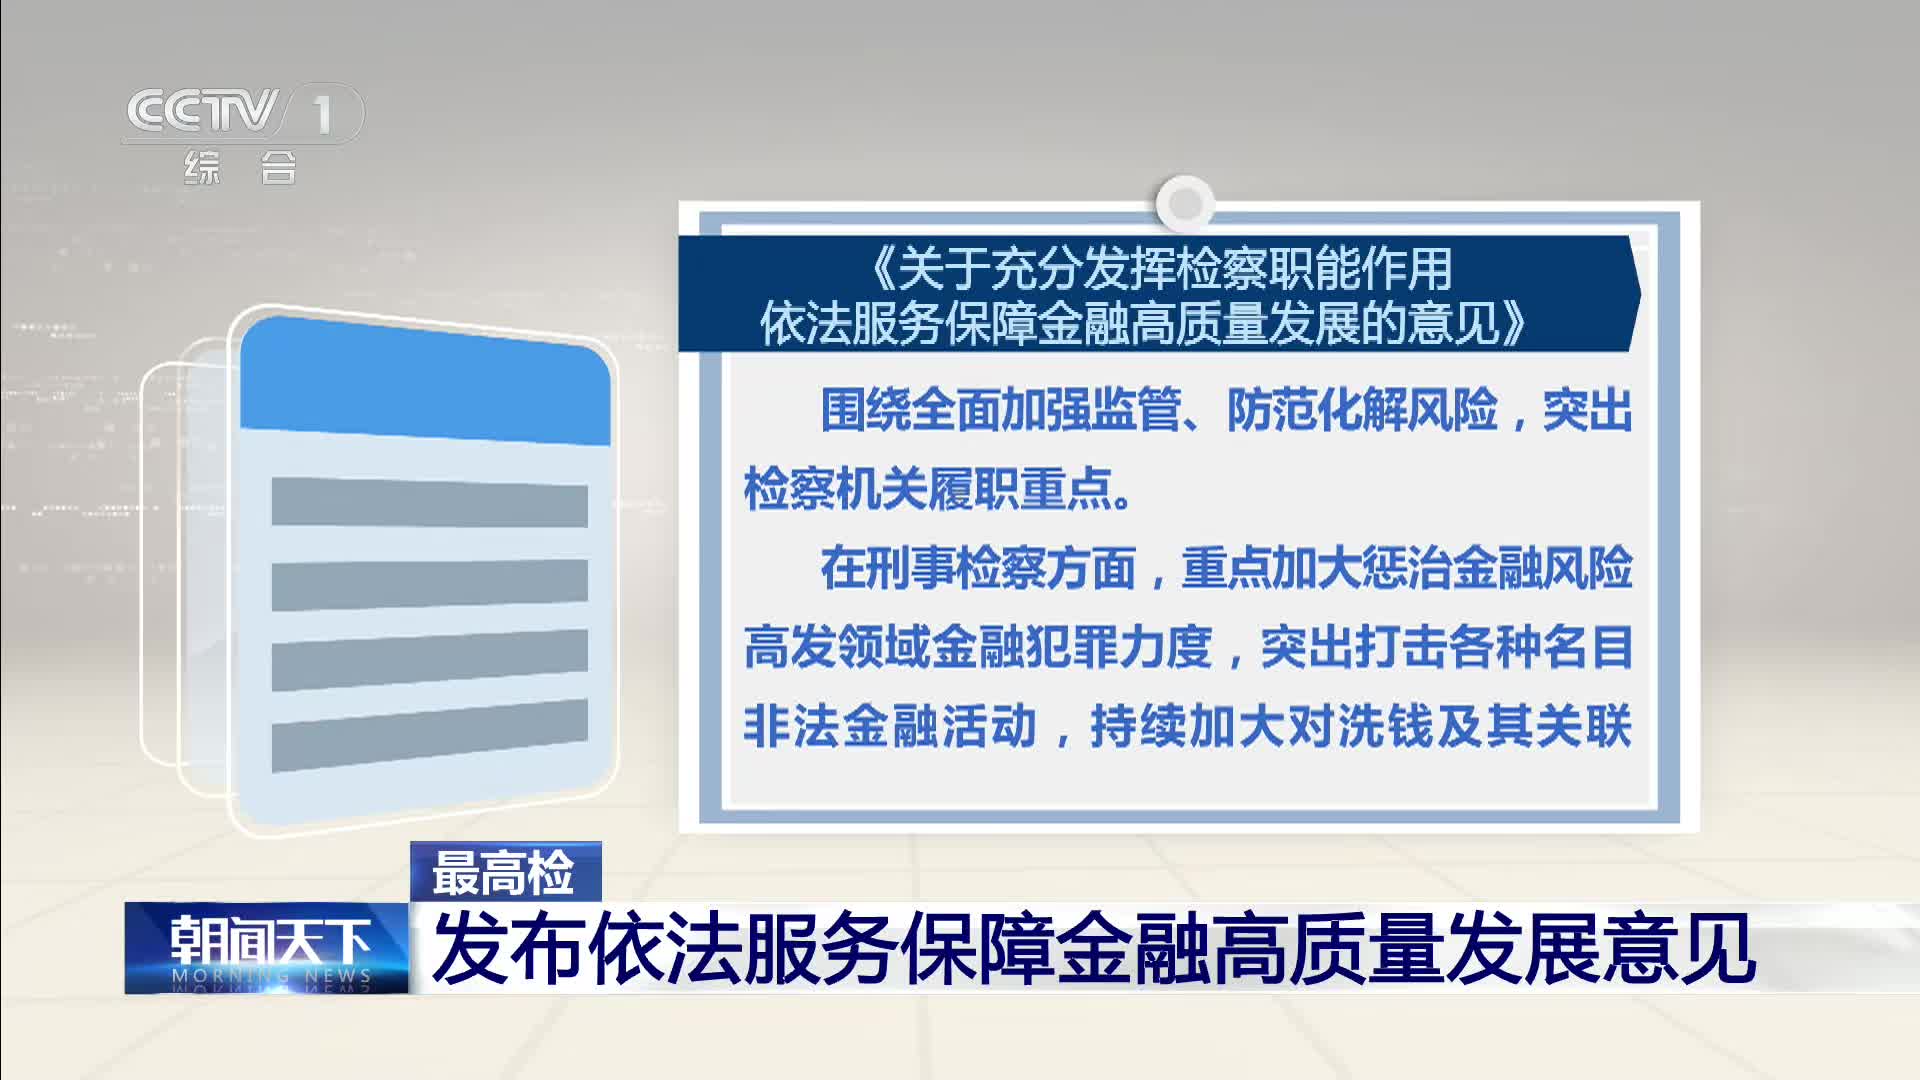 CCTV 1
综 合
《关于充分发挥检察职能作用
依法服务保障金融高质量发展的意见》
围绕全面加强监管、防范化解风险，突出
检察机关履职重点。
在刑事检察方面，重点加大惩治金融风险
高发领域金融犯罪力度，突出打击各种名目
非法金融活动，持续加大对洗钱及其关联
最高检
朝闻天下
MORNING NEWS
发布依法服务保障金融高质量发展意见